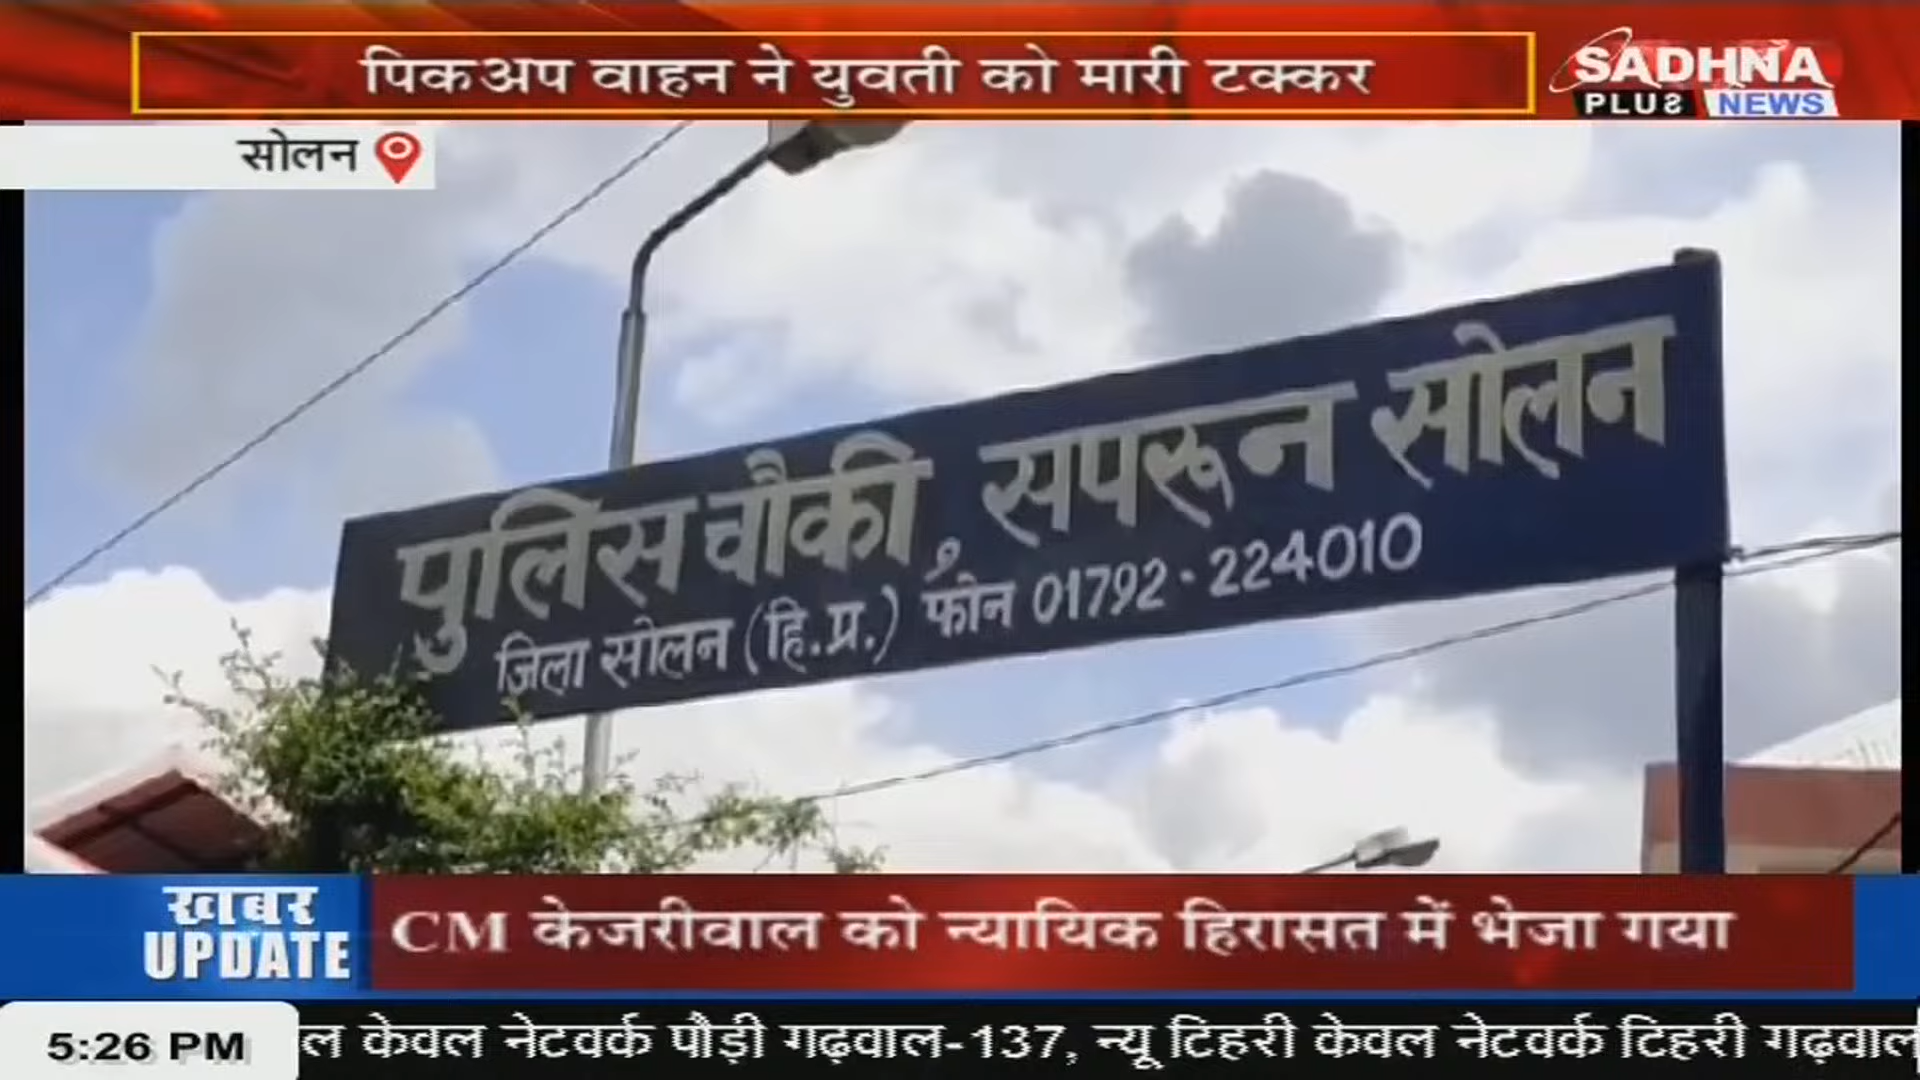 पिकअप वाहन ने युवती को मारी टक्कर
SADHNA
PLUS NEWS
सोलन
पुलिस चौकी, सपरून सोलन
जिला सोलन (हि.प्र.) फोन 01792-224010
खबर
UPDATE
CM केजरीवाल को न्यायिक हिरासत में भेजा गया
5:26 PM
ल केवल नेटवर्क पौड़ी गढ़वाल-137, न्यू टिहरी केवल नेटवर्क टिहरी गढ़वाल